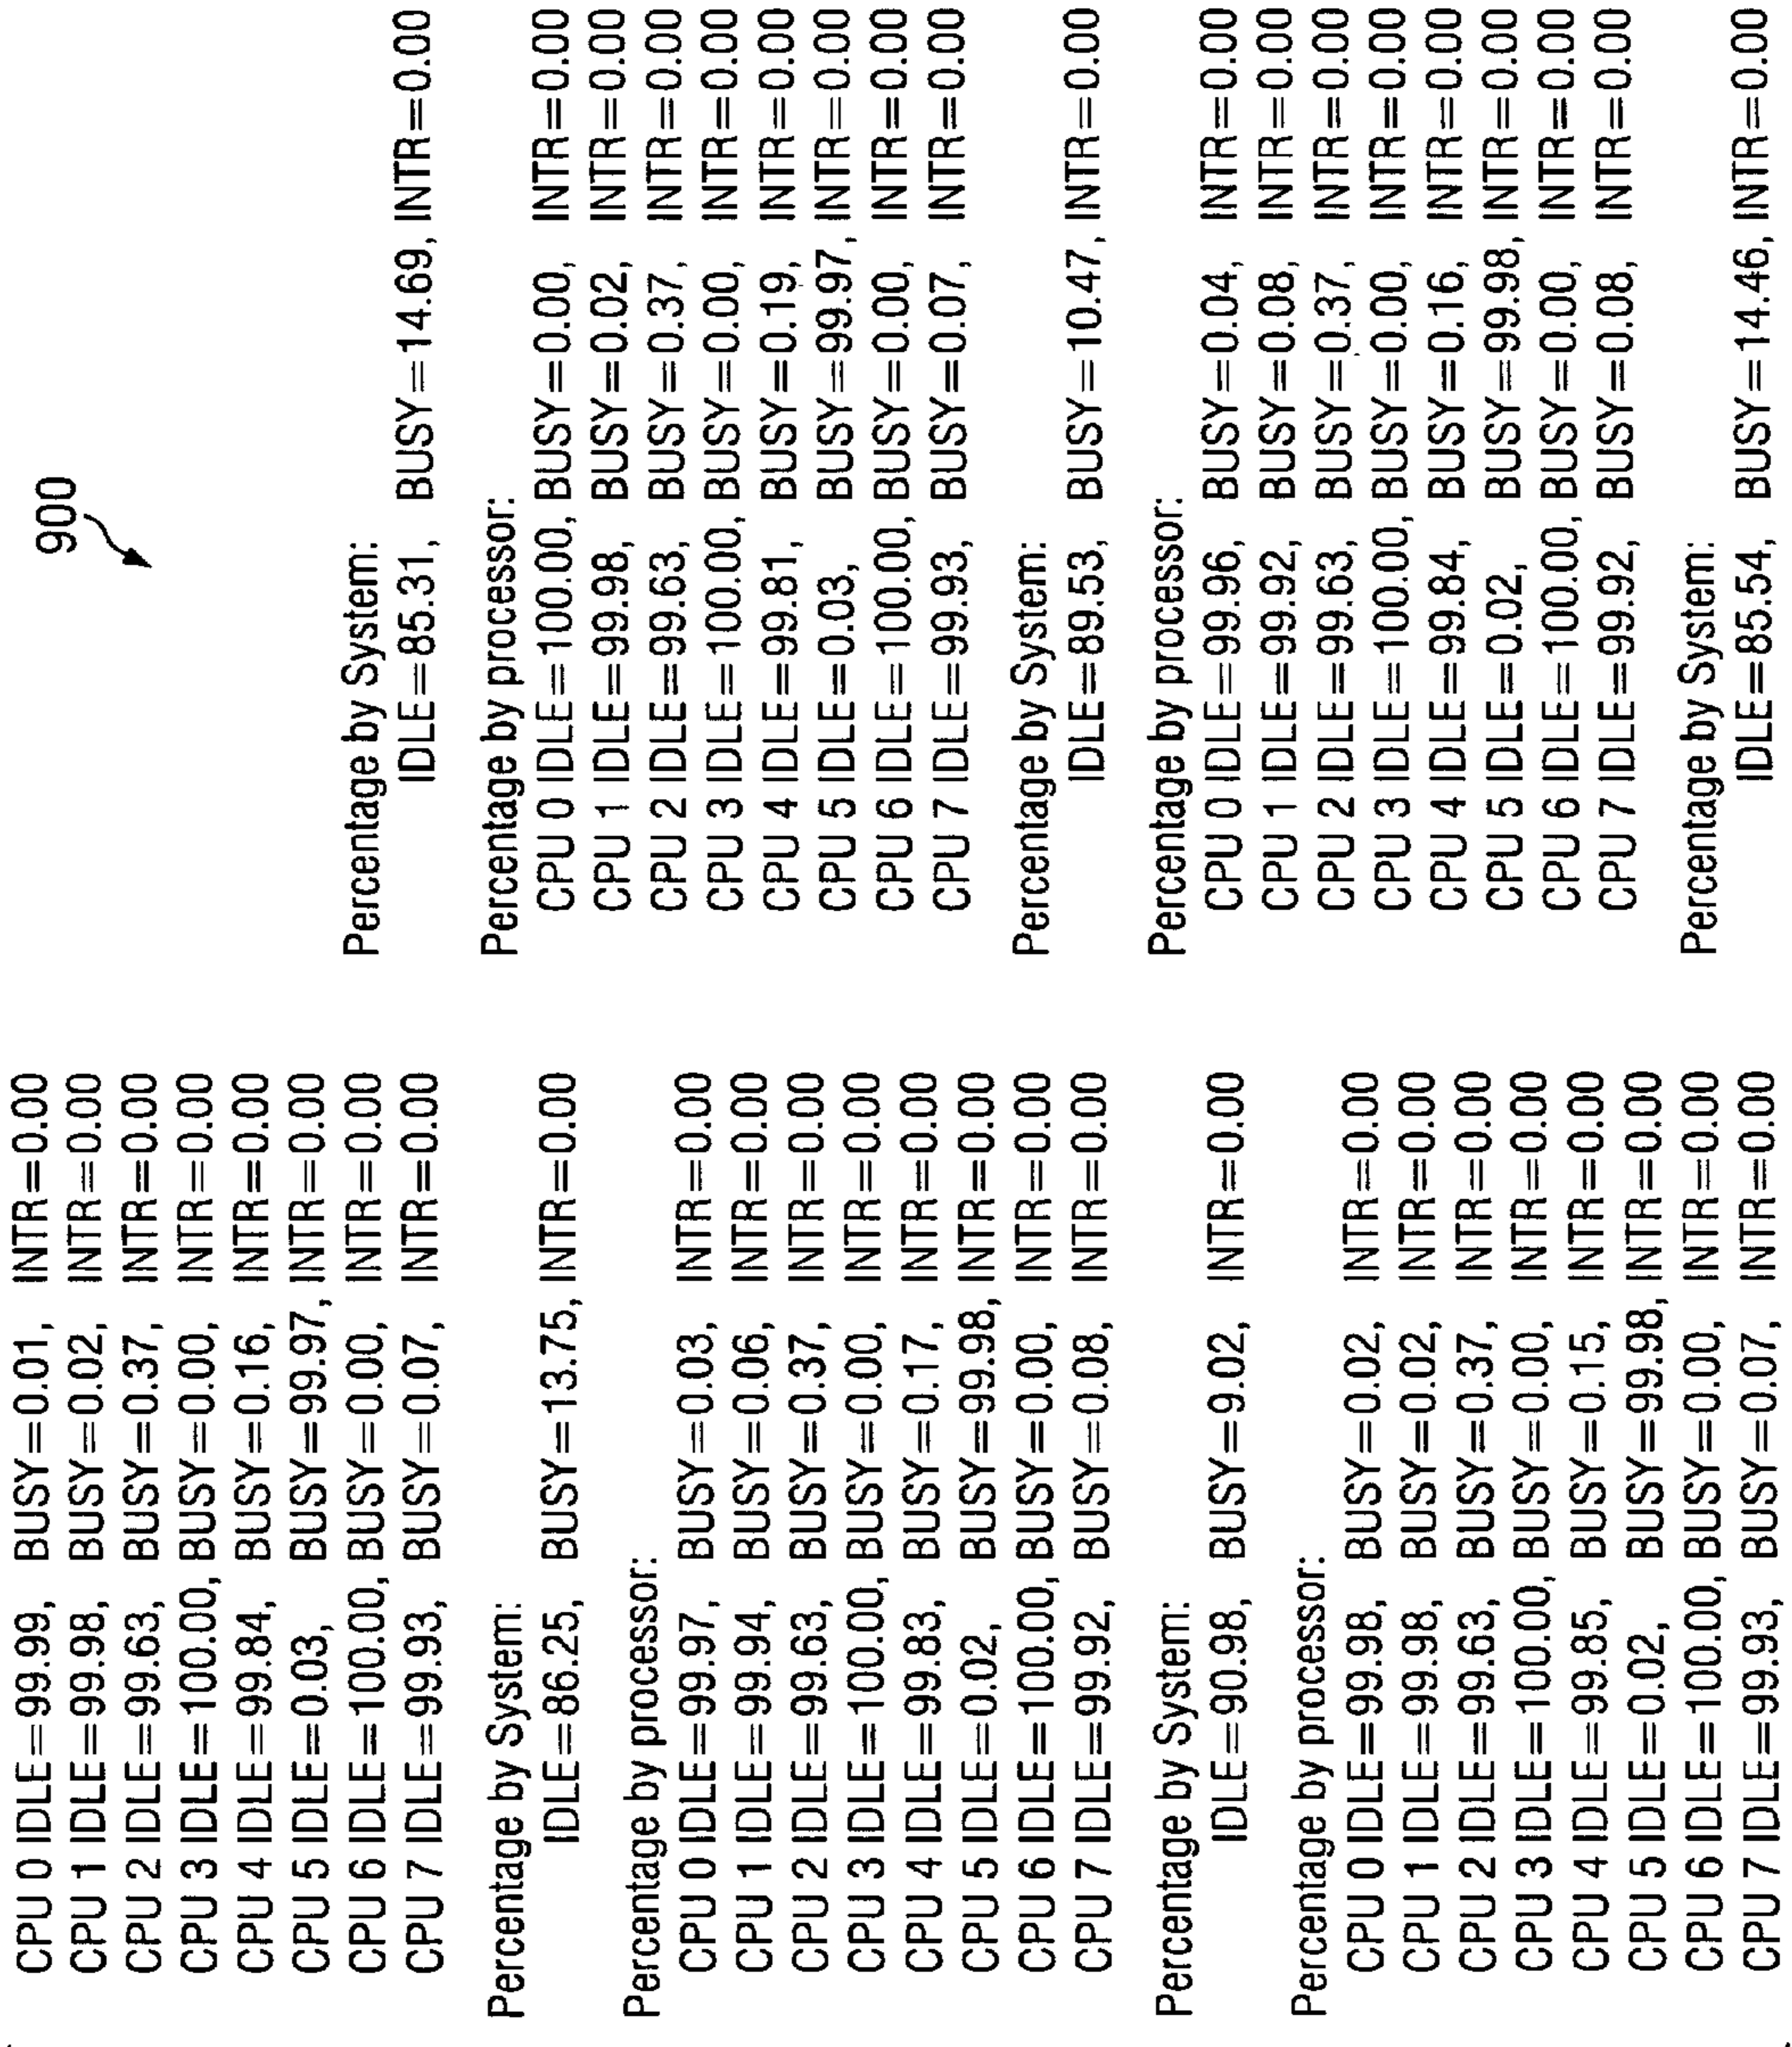 900
CPU 0 IDLE=99.99, BUSY=0.01, INTR=0.00
CPU 1 IDLE=99.98, BUSY=0.02, INTR=0.00
CPU 2 IDLE=99.63, BUSY=0.37, INTR=0.00
CPU 3 IDLE=100.00, BUSY=0.00, INTR=0.00
CPU 4 IDLE=99.84, BUSY=0.16, INTR=0.00
CPU 5 IDLE=0.03, BUSY=99.97, INTR=0.00
CPU 6 IDLE=100.00, BUSY=0.00, INTR=0.00
CPU 7 IDLE=99.93, BUSY=0.07, INTR=0.00
Percentage by System:
IDLE=86.25, BUSY=13.75, INTR=0.00
Percentage by processor:
CPU 0 IDLE=99.97, BUSY=0.03, INTR=0.00
CPU 1 IDLE=99.94, BUSY=0.06, INTR=0.00
CPU 2 IDLE=99.63, BUSY=0.37, INTR=0.00
CPU 3 IDLE=100.00, BUSY=0.00, INTR=0.00
CPU 4 IDLE=99.83, BUSY=0.17, INTR=0.00
CPU 5 IDLE=0.02, BUSY=99.98, INTR=0.00
CPU 6 IDLE=100.00, BUSY=0.00, INTR=0.00
CPU 7 IDLE=99.92, BUSY=0.08, INTR=0.00
Percentage by System:
IDLE=90.98, BUSY=9.02, INTR=0.00
Percentage by processor:
CPU 0 IDLE=99.98, BUSY=0.02, INTR=0.00
CPU 1 IDLE=99.98, BUSY=0.02, INTR=0.00
CPU 2 IDLE=99.63, BUSY=0.37, INTR=0.00
CPU 3 IDLE=100.00, BUSY=0.00, INTR=0.00
CPU 4 IDLE=99.85, BUSY=0.15, INTR=0.00
CPU 5 IDLE=0.02, BUSY=99.98, INTR=0.00
CPU 6 IDLE=100.00, BUSY=0.00, INTR=0.00
CPU 7 IDLE=99.93, BUSY=0.07, INTR=0.00
Percentage by System:
IDLE=85.31, BUSY=14.69, INTR=0.00
Percentage by processor:
CPU 0 IDLE=100.00, BUSY=0.00, INTR=0.00
CPU 1 IDLE=99.98, BUSY=0.02, INTR=0.00
CPU 2 IDLE=99.63, BUSY=0.37, INTR=0.00
CPU 3 IDLE=100.00, BUSY=0.00, INTR=0.00
CPU 4 IDLE=99.81, BUSY=0.19, INTR=0.00
CPU 5 IDLE=0.03, BUSY=99.97, INTR=0.00
CPU 6 IDLE=100.00, BUSY=0.00, INTR=0.00
CPU 7 IDLE=99.93, BUSY=0.07, INTR=0.00
Percentage by System:
IDLE=89.53, BUSY=10.47, INTR=0.00
Percentage by processor:
CPU 0 IDLE=99.96, BUSY=0.04, INTR=0.00
CPU 1 IDLE=99.92, BUSY=0.08, INTR=0.00
CPU 2 IDLE=99.63, BUSY=0.37, INTR=0.00
CPU 3 IDLE=100.00, BUSY=0.00, INTR=0.00
CPU 4 IDLE=99.84, BUSY=0.16, INTR=0.00
CPU 5 IDLE=0.02, BUSY=99.98, INTR=0.00
CPU 6 IDLE=100.00, BUSY=0.00, INTR=0.00
CPU 7 IDLE=99.92, BUSY=0.08, INTR=0.00
Percentage by System:
IDLE=85.54, BUSY=14.46, INTR=0.00